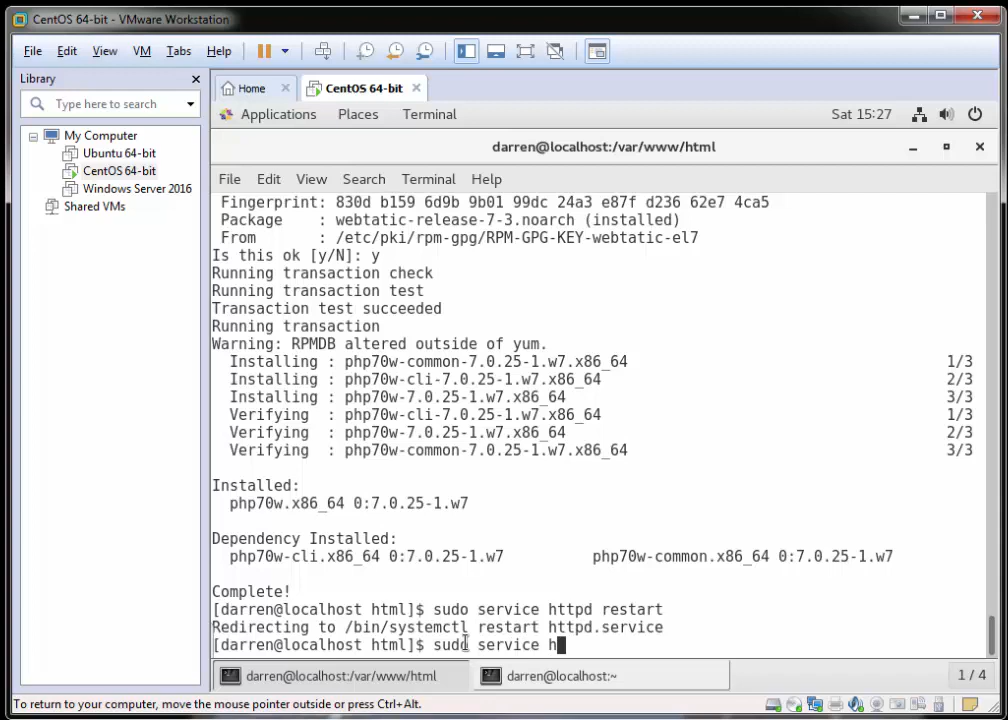 CentOS 64-bit - VMware Workstation
File Edit View VM Tabs Help
Library
Type here to search
My Computer
Ubuntu 64-bit
CentOS 64-bit
Windows Server 2016
Shared VMs
Home CentOS 64-bit
Applications Places Terminal Sat 15:27
darren@localhost:/var/www/html
File Edit View Search Terminal Help
Fingerprint: 830d b159 6d9b 9b01 99dc 24a3 e87f d236 62e7 4ca5
Package : webtatic-release-7-3.noarch (installed)
From : /etc/pki/rpm-gpg/RPM-GPG-KEY-webtatic-el7
Is this ok [y/N]: y
Running transaction check
Running transaction test
Transaction test succeeded
Running transaction
Warning: RPMDB altered outside of yum.
Installing : php70w-common-7.0.25-1.w7.x86_64 1/3
Installing : php70w-cli-7.0.25-1.w7.x86_64 2/3
Installing : php70w-7.0.25-1.w7.x86_64 3/3
Verifying : php70w-cli-7.0.25-1.w7.x86_64 1/3
Verifying : php70w-7.0.25-1.w7.x86_64 2/3
Verifying : php70w-common-7.0.25-1.w7.x86_64 3/3
Installed:
php70w.x86_64 0:7.0.25-1.w7
Dependency Installed:
php70w-cli.x86_64 0:7.0.25-1.w7 php70w-common.x86_64 0:7.0.25-1.w7
Complete!
[darren@localhost html]$ sudo service httpd restart
Redirecting to /bin/systemctl restart httpd.service
[darren@localhost html]$ sudo service h
darren@localhost:/var/www/html darren@localhost:~ 1 / 4
To return to your computer, move the mouse pointer outside or press Ctrl+Alt.